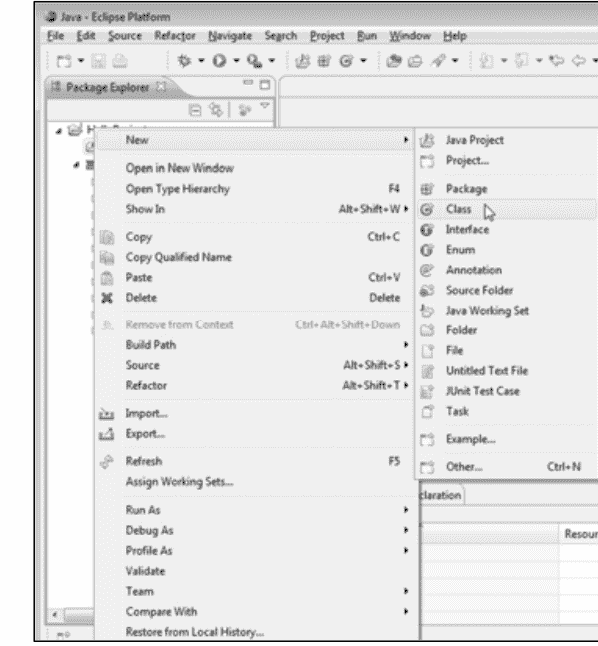 Java - Eclipse Platform
File Edit Source Refactor Navigate Search Project Run Window Help
Package Explorer
New
Open in New Window
Open Type Hierarchy F4
Show In Alt+Shift+W
Copy Ctrl+C
Copy Qualified Name
Paste Ctrl+V
Delete Delete
Remove from Context Ctrl+Alt+Shift+Down
Build Path
Source Alt+Shift+S
Refactor Alt+Shift+T
Import...
Export...
Refresh F5
Assign Working Sets...
Run As
Debug As
Profile As
Validate
Team
Compare With
Restore from Local History...
Java Project
Project...
Package
Class
Interface
Enum
Annotation
Source Folder
Java Working Set
Folder
File
Untitled Text File
JUnit Test Case
Task
Example...
Other... Ctrl+N
claration
Resour